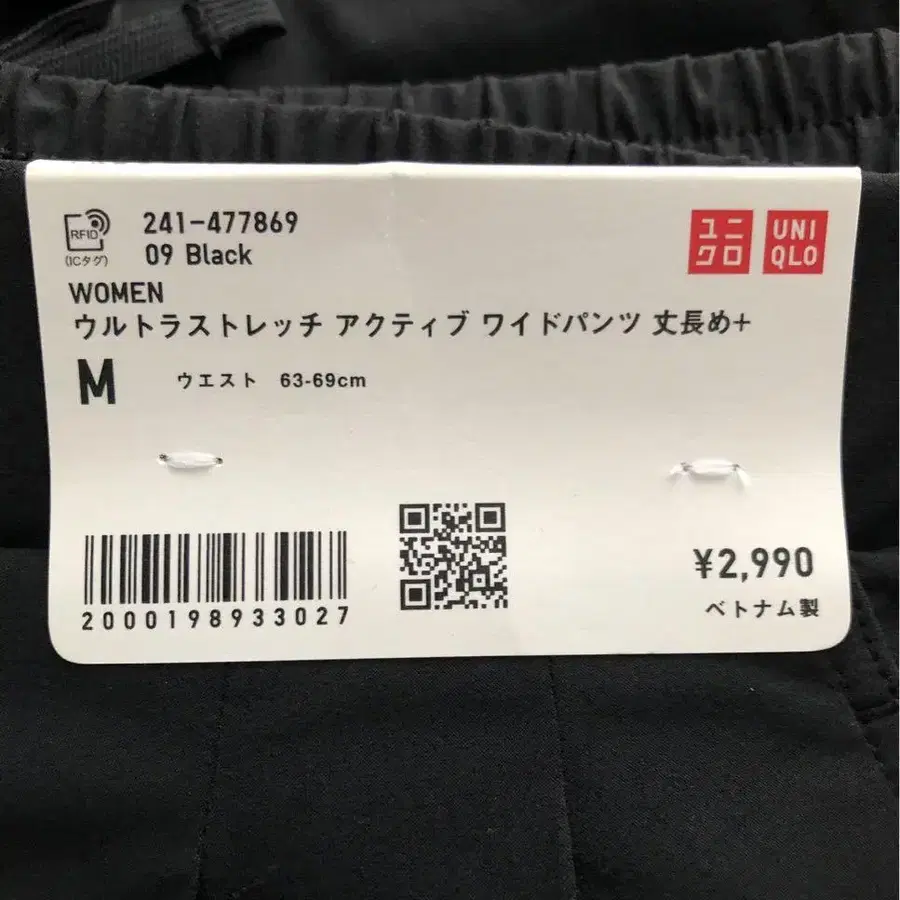 RFID
(ICタグ)
241-477869
09 Black
ユニ
クロ
UNI
QLO
WOMEN
ウルトラストレッチ アクティブ ワイドパンツ 丈長め+
M
ウエスト 63-69cm
2000198933027
¥2,990
ベトナム製